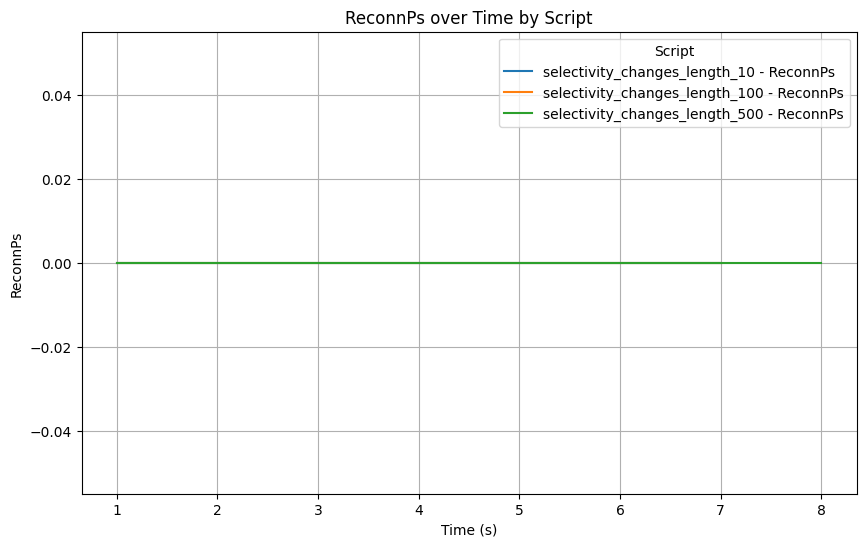 ReconnPs over Time by Script
Script
selectivity_changes_length_10 - ReconnPs
selectivity_changes_length_100 - ReconnPs
selectivity_changes_length_500 - ReconnPs
ReconnPs
0.04
0.02
0.00
−0.02
−0.04
1 2 3 4 5 6 7 8
Time (s)